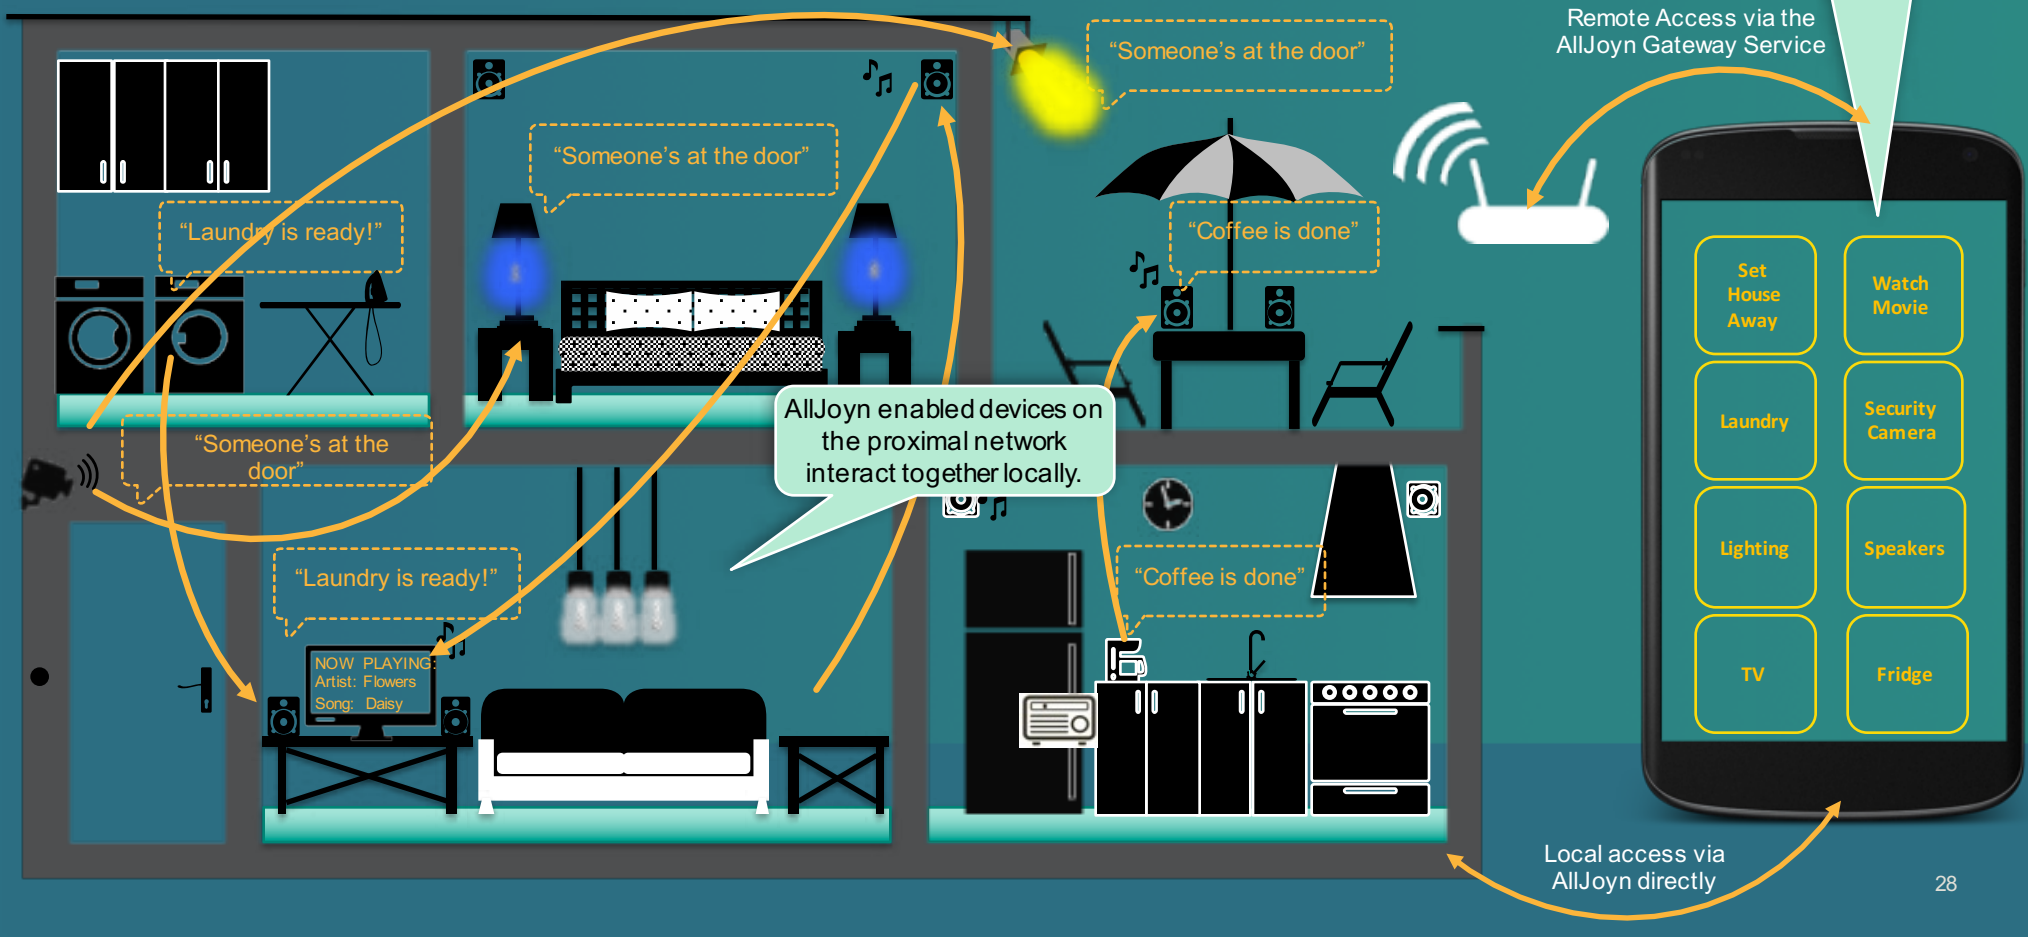 “Someone’s at the door”
Remote Access via the
AllJoyn Gateway Service
“Someone’s at the door”
“Laundry is ready!”
“Coffee is done”
Set
House
Away
Watch
Movie
AllJoyn enabled devices on
the proximal network
interact together locally.
Laundry
Security
Camera
“Someone’s at the
door”
Lighting
Speakers
“Laundry is ready!”
“Coffee is done”
NOW PLAYING:
Artist: Flowers
Song: Daisy
TV
Fridge
Local access via
AllJoyn directly
28